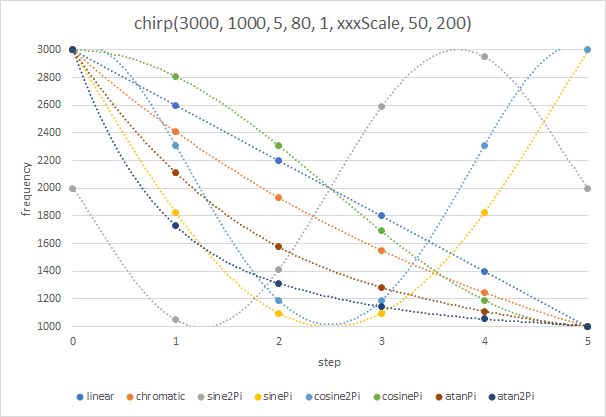 chirp(3000, 1000, 5, 80, 1, xxxScale, 50, 200)
3000
2800
2600
2400
2200
2000
1800
1600
1400
1200
1000
frequency
0 1 2 3 4 5
step
linear chromatic sine2Pi sinePi cosine2Pi cosinePi atanPi atan2Pi